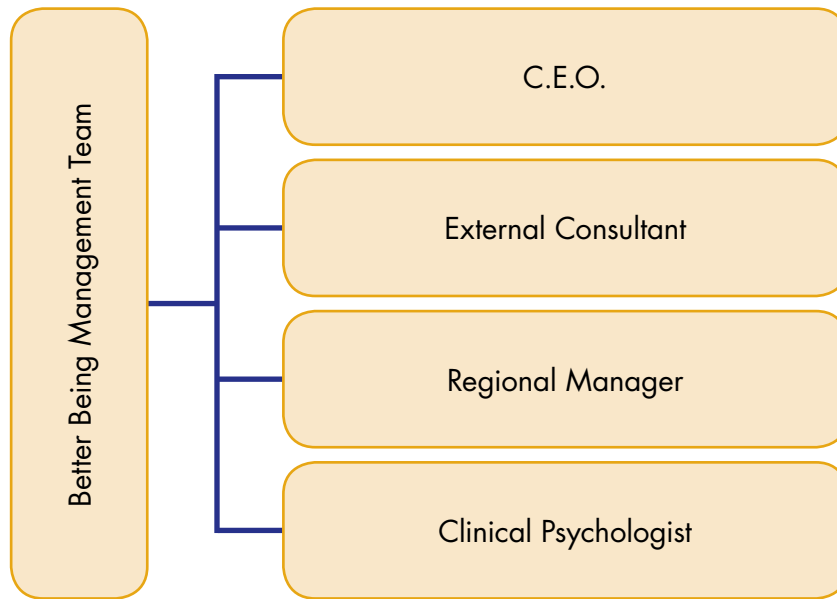 Better Being Management Team
C.E.O.
External Consultant
Regional Manager
Clinical Psychologist